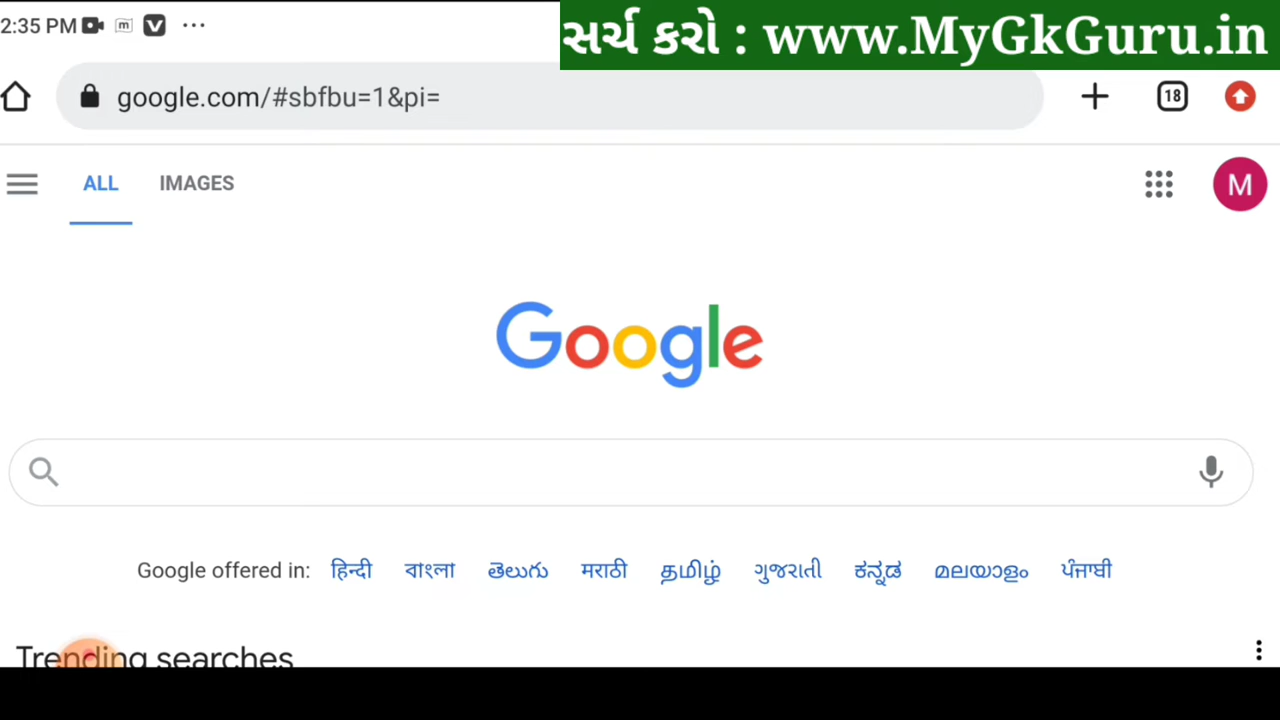 2:35 PM m V ...
સર્ચ કરો : www.MyGkGuru.in
google.com/#sbfbu=1&pi=
18
ALL IMAGES
M
Google
Google offered in: हिन्दी বাংলা తెలుగు मराठी தமிழ் ગુજરાતી ಕನ್ನಡ മലയാളം ਪੰਜਾਬੀ
Trending searches